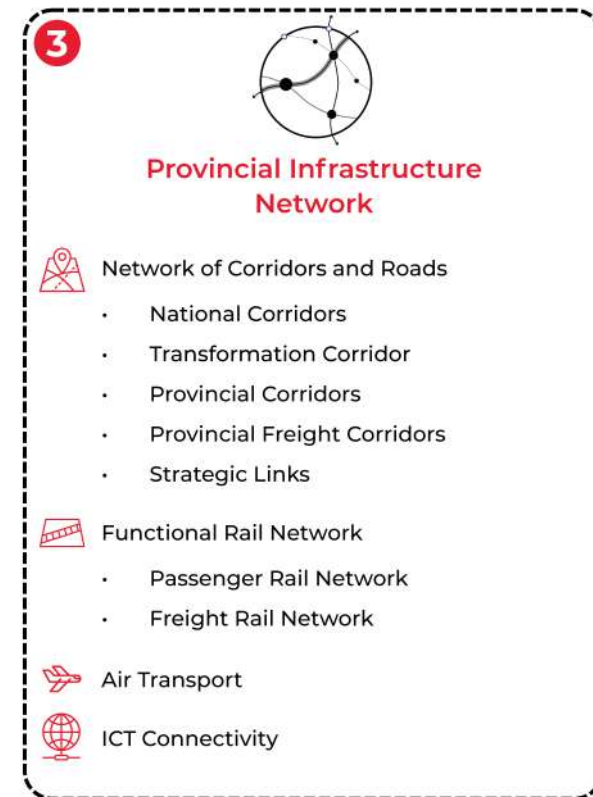 3
Provincial Infrastructure
Network
Network of Corridors and Roads
• National Corridors
• Transformation Corridor
• Provincial Corridors
• Provincial Freight Corridors
• Strategic Links
Functional Rail Network
• Passenger Rail Network
• Freight Rail Network
Air Transport
ICT Connectivity